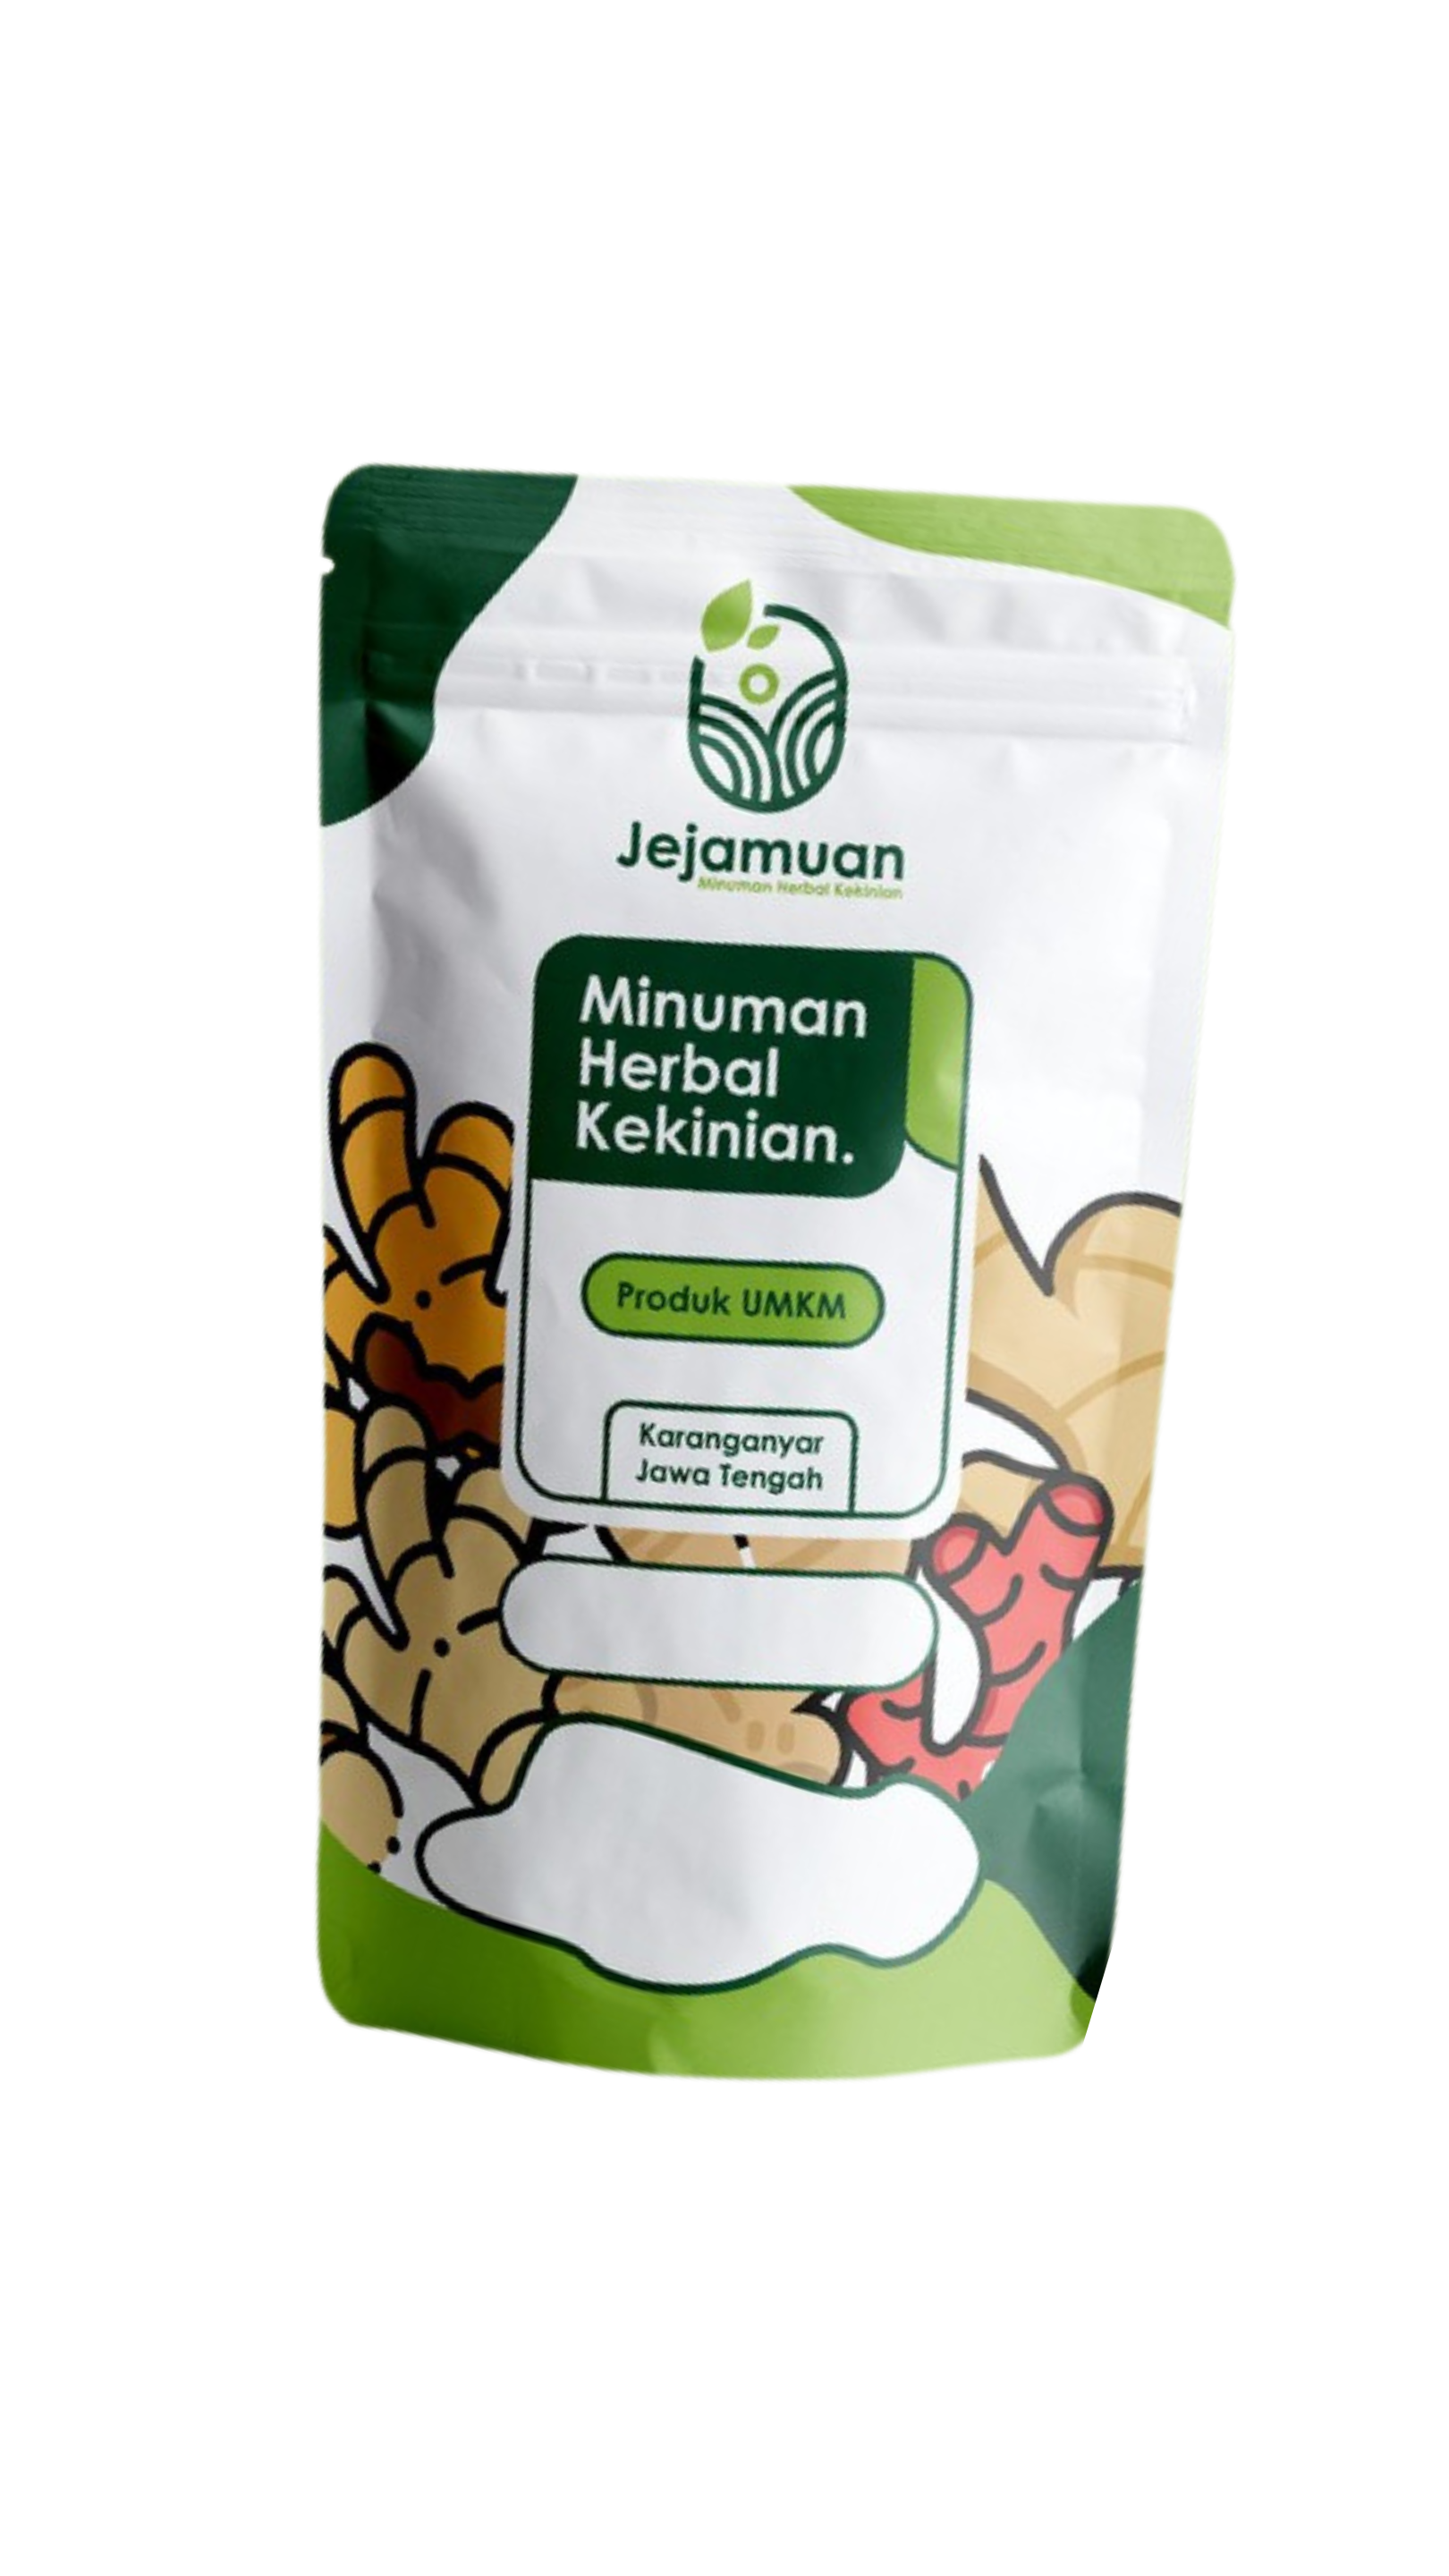 Jejamuan
Minuman Herbal Kekinian
Minuman
Herbal
Kekinian.
Produk UMKM
Karanganyar
Jawa Tengah